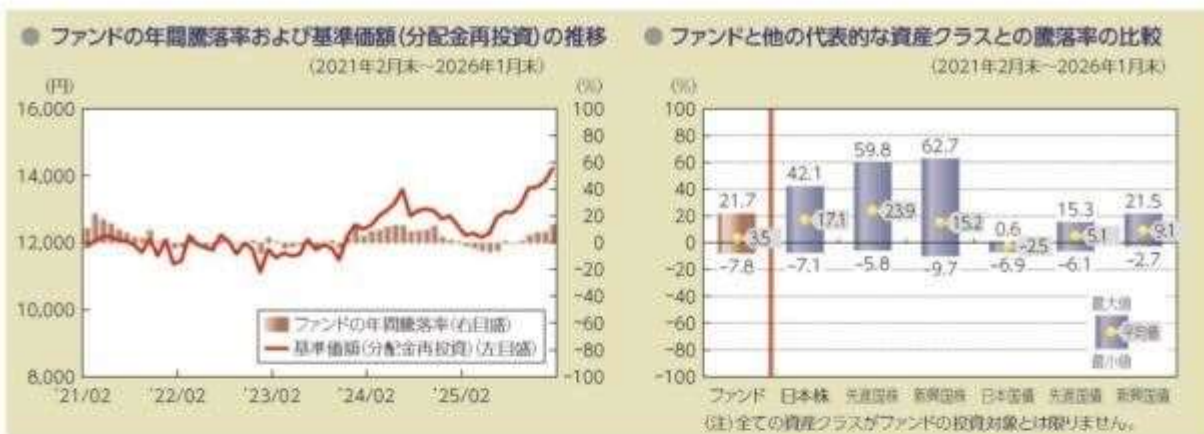 ● ファンドの年間騰落率および基準価額(分配金再投資)の推移
(2021年2月末～2026年1月末)
(円)
(%)
16,000
14,000
12,000
10,000
8,000
100
80
60
40
20
0
-20
-40
-60
-80
-100
ファンドの年間騰落率(右目盛)
基準価額(分配金再投資)(左目盛)
'21/02 '22/02 '23/02 '24/02 '25/02
● ファンドと他の代表的な資産クラスとの騰落率の比較
(2021年2月末～2026年1月末)
(%)
100
80
60
40
20
0
-20
-40
-60
-80
-100
21.7 42.1 59.8 62.7 0.6 15.3 21.5
3.5 17.1 23.9 15.2 -2.5 5.1 9.1
-7.8 -7.1 -5.8 -9.7 -6.9 -6.1 -2.7
最大値
平均値
最小値
ファンド 日本株 先進国株 新興国株 日本国債 先進国債 新興国債
(注)全ての資産クラスがファンドの投資対象とは限りません。